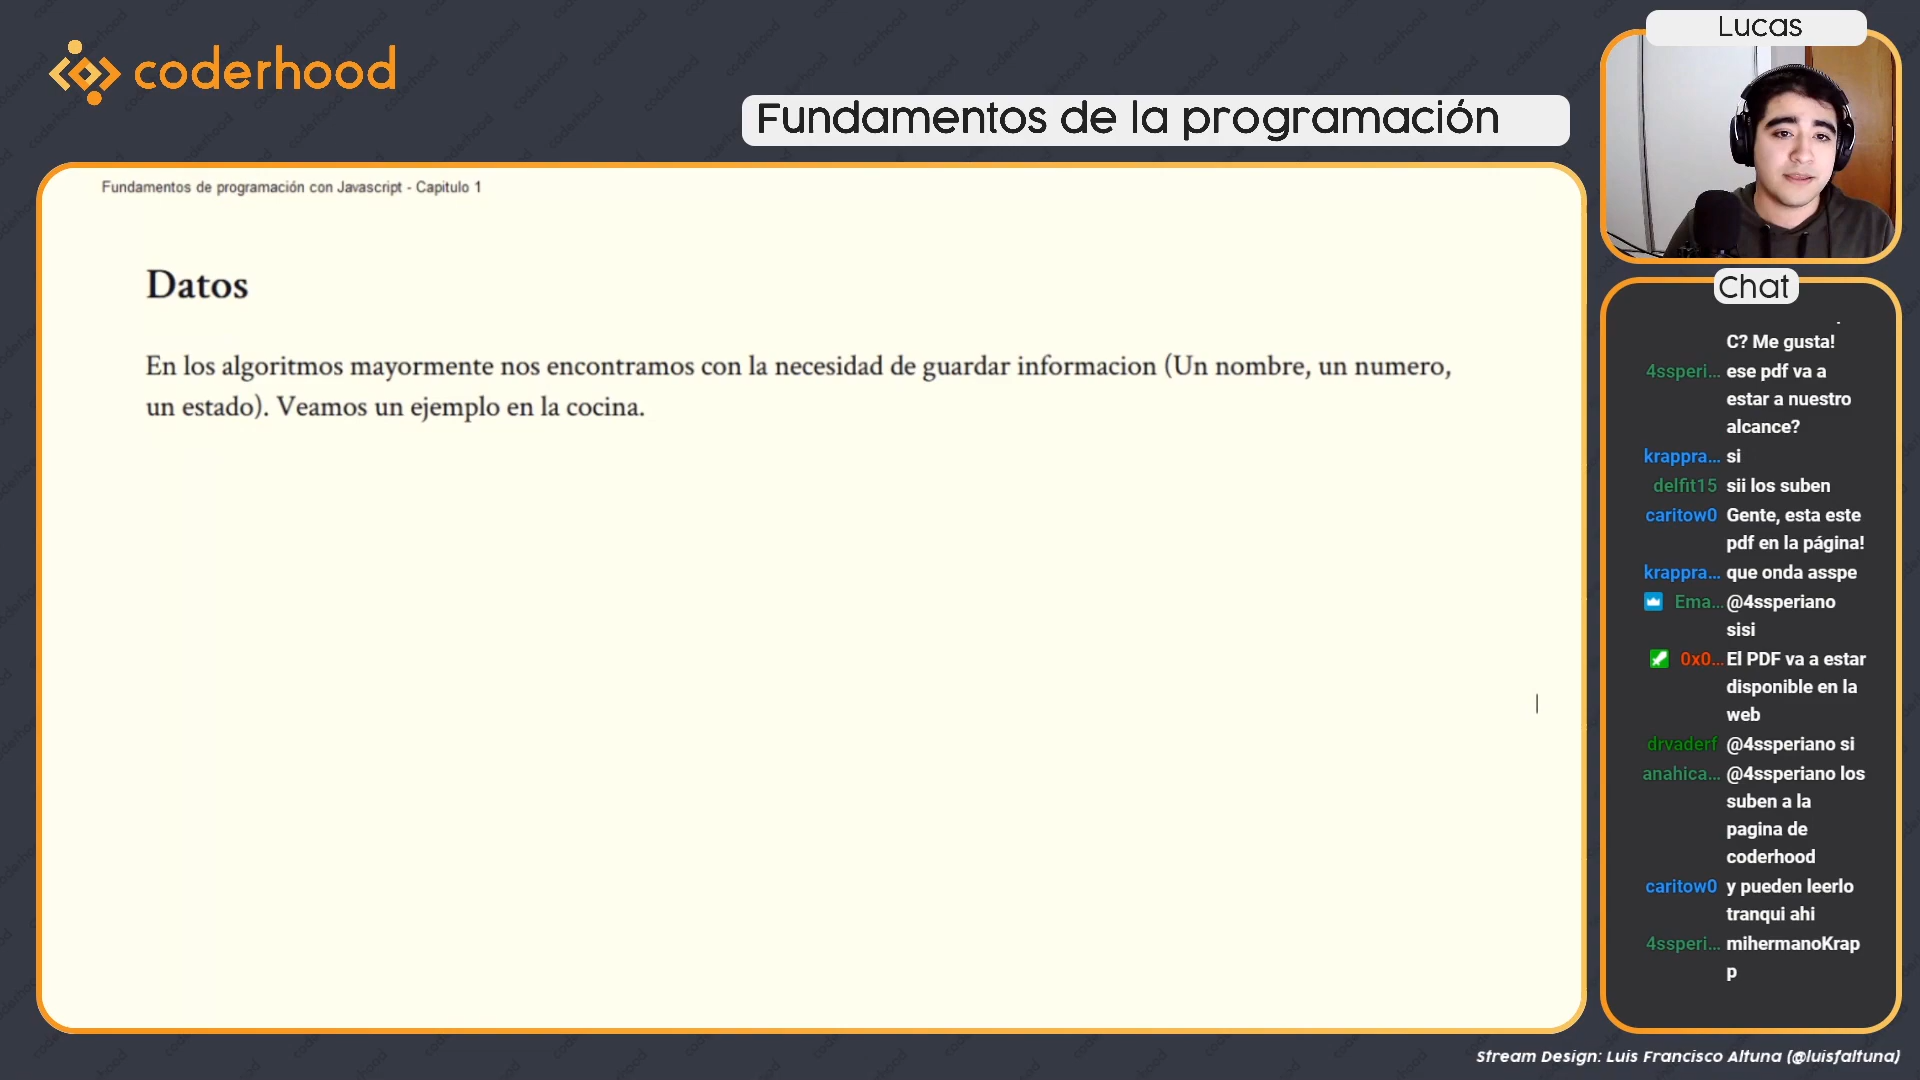 coderhood
Fundamentos de la programación
Lucas
Fundamentos de programación con Javascript - Capitulo 1
Datos
En los algoritmos mayormente nos encontramos con la necesidad de guardar informacion (Un nombre, un numero,
un estado). Veamos un ejemplo en la cocina.
Chat
C? Me gusta!
4ssperi... ese pdf va a
estar a nuestro
alcance?
krappra... si
delfit15 sii los suben
caritow0 Gente, esta este
pdf en la página!
krappra... que onda asspe
Ema... @4ssperiano
sisi
0x0... El PDF va a estar
disponible en la
web
drvaderf @4ssperiano si
anahica... @4ssperiano los
suben a la
pagina de
coderhood
caritow0 y pueden leerlo
tranqui ahi
4ssperi... mihermanoKrap
p
Stream Design: Luis Francisco Altuna (@luisfaltuna)